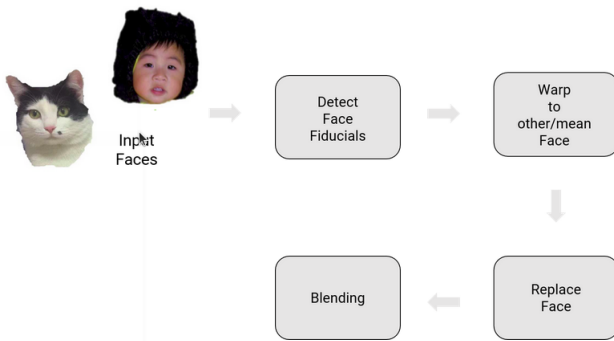 Input
Faces
Detect
Face
Fiducials
Warp
to
other/mean
Face
Replace
Face
Blending